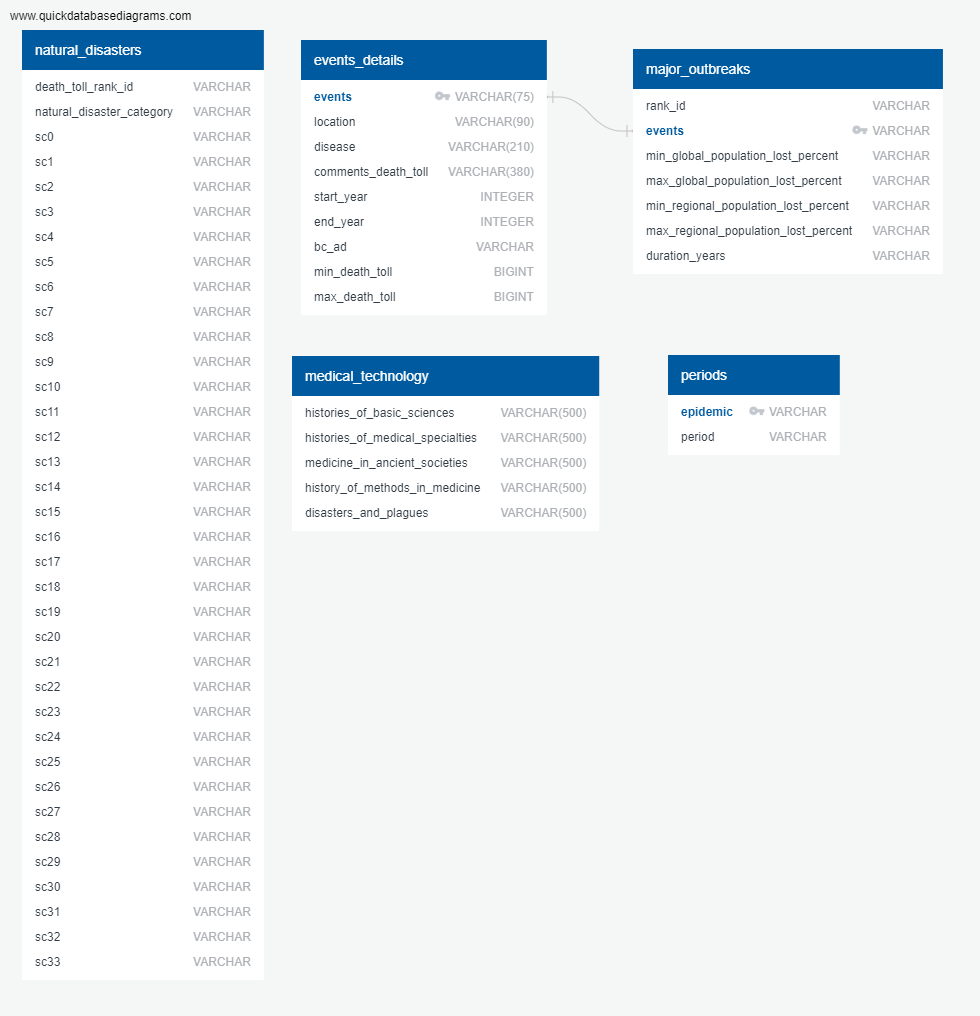 www.quickdatabasediagrams.com
natural_disasters
death_toll_rank_id VARCHAR
natural_disaster_category VARCHAR
sc0 VARCHAR
sc1 VARCHAR
sc2 VARCHAR
sc3 VARCHAR
sc4 VARCHAR
sc5 VARCHAR
sc6 VARCHAR
sc7 VARCHAR
sc8 VARCHAR
sc9 VARCHAR
sc10 VARCHAR
sc11 VARCHAR
sc12 VARCHAR
sc13 VARCHAR
sc14 VARCHAR
sc15 VARCHAR
sc16 VARCHAR
sc17 VARCHAR
sc18 VARCHAR
sc19 VARCHAR
sc20 VARCHAR
sc21 VARCHAR
sc22 VARCHAR
sc23 VARCHAR
sc24 VARCHAR
sc25 VARCHAR
sc26 VARCHAR
sc27 VARCHAR
sc28 VARCHAR
sc29 VARCHAR
sc30 VARCHAR
sc31 VARCHAR
sc32 VARCHAR
sc33 VARCHAR
events_details
events VARCHAR(75)
location VARCHAR(90)
disease VARCHAR(210)
comments_death_toll VARCHAR(380)
start_year INTEGER
end_year INTEGER
bc_ad VARCHAR
min_death_toll BIGINT
max_death_toll BIGINT
major_outbreaks
rank_id VARCHAR
events VARCHAR
min_global_population_lost_percent VARCHAR
max_global_population_lost_percent VARCHAR
min_regional_population_lost_percent VARCHAR
max_regional_population_lost_percent VARCHAR
duration_years VARCHAR
medical_technology
histories_of_basic_sciences VARCHAR(500)
histories_of_medical_specialties VARCHAR(500)
medicine_in_ancient_societies VARCHAR(500)
history_of_methods_in_medicine VARCHAR(500)
disasters_and_plagues VARCHAR(500)
periods
epidemic VARCHAR
period VARCHAR